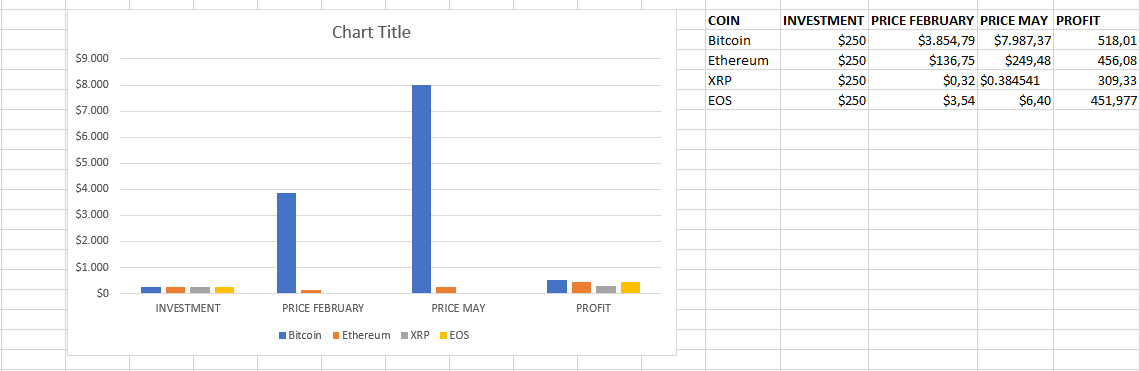 Chart Title
$9.000
$8.000
$7.000
$6.000
$5.000
$4.000
$3.000
$2.000
$1.000
$0
INVESTMENT PRICE FEBRUARY PRICE MAY PROFIT
Bitcoin Ethereum XRP EOS
COIN INVESTMENT PRICE FEBRUARY PRICE MAY PROFIT
Bitcoin $250 $3.854,79 $7.987,37 518,01
Ethereum $250 $136,75 $249,48 456,08
XRP $250 $0,32 $0.384541 309,33
EOS $250 $3,54 $6,40 451,977